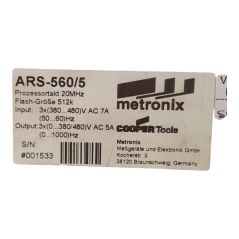 ARS-560/5
Prozessortakt 20MHz
Flash-Größe 512k
Input: 3x(360...480)V AC 7A
(50...60)Hz
Output:3x(0...380/480)V AC 5A
(0...1000)Hz
S/N:
#001533
metronix
COOPER Tools
Metronix
Meßgeräte und Elektronik GmbH
Kocherstr. 3
38120 Braunschweig, Germany